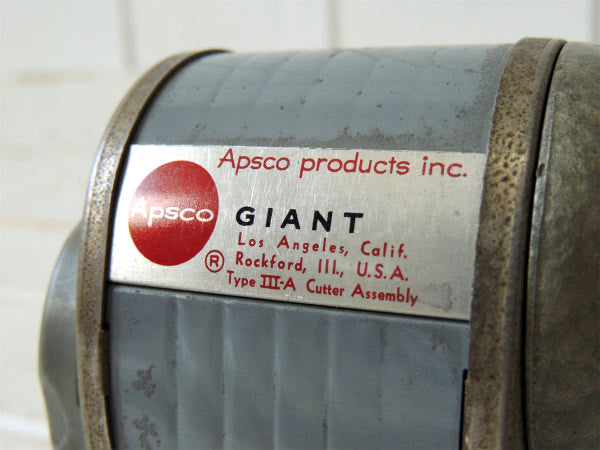 Apsco products inc.
Apsco
GIANT
Los Angeles, Calif.
® Rockford, Ill., U.S.A.
Type III-A Cutter Assembly